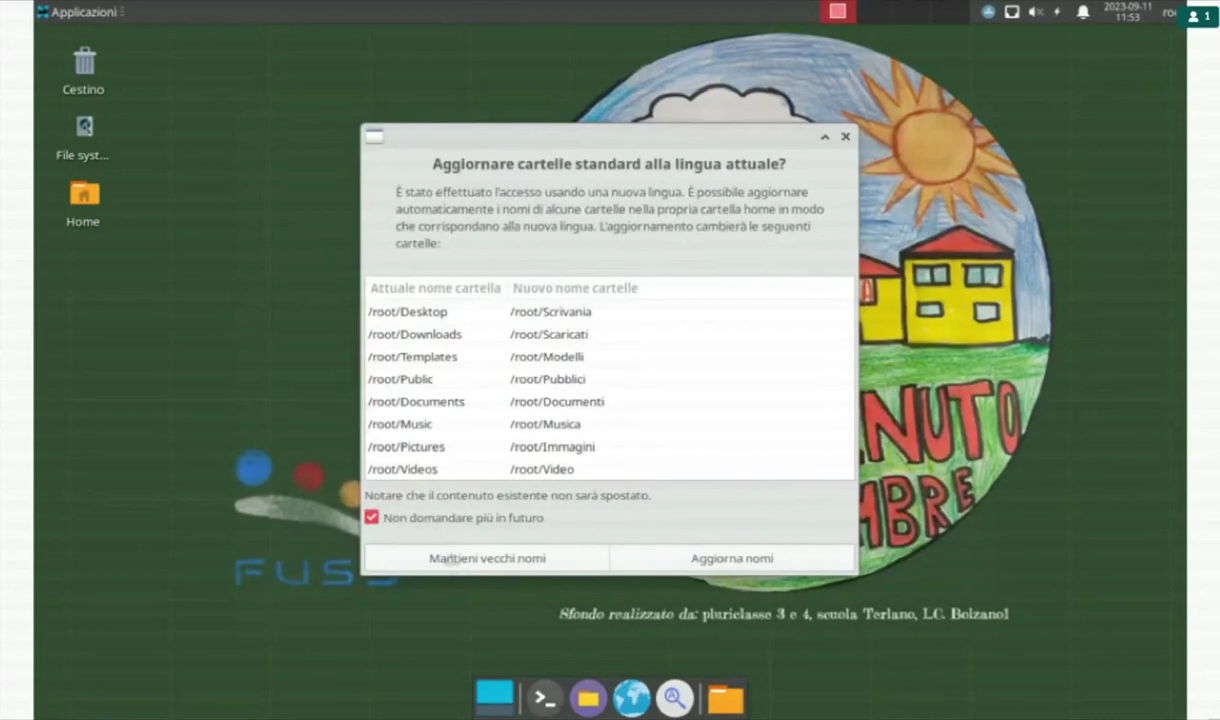 Applicazioni
2023-09-11
11:53
1
Cestino
File syst...
Home
Aggiornare cartelle standard alla lingua attuale?
È stato effettuato l'accesso usando una nuova lingua. È possibile aggiornare
automaticamente i nomi di alcune cartelle nella propria cartella home in modo
che corrispondano alla nuova lingua. L'aggiornamento cambierà le seguenti
cartelle:
Attuale nome cartella Nuovo nome cartelle
/root/Desktop /root/Scrivania
/root/Downloads /root/Scaricati
/root/Templates /root/Modelli
/root/Public /root/Pubblici
/root/Documents /root/Documenti
/root/Music /root/Musica
/root/Pictures /root/Immagini
/root/Videos /root/Video
Notare che il contenuto esistente non sarà spostato.
Non domandare più in futuro
Mantieni vecchi nomi Aggiorna nomi
NUTO
MBRE
FUSS
Sfondo realizzato da: pluriclasse 3 e 4, scuola Terlano, I.C. Bolzano1